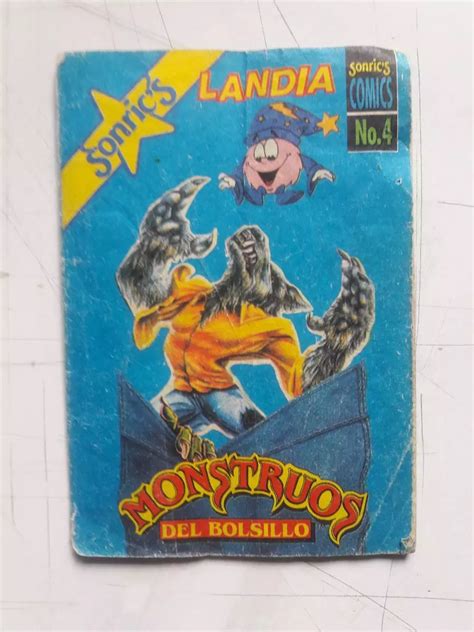 Sonric's
LANDIA
Sonric's
COMICS
No.4
MONSTRUOS
DEL BOLSILLO